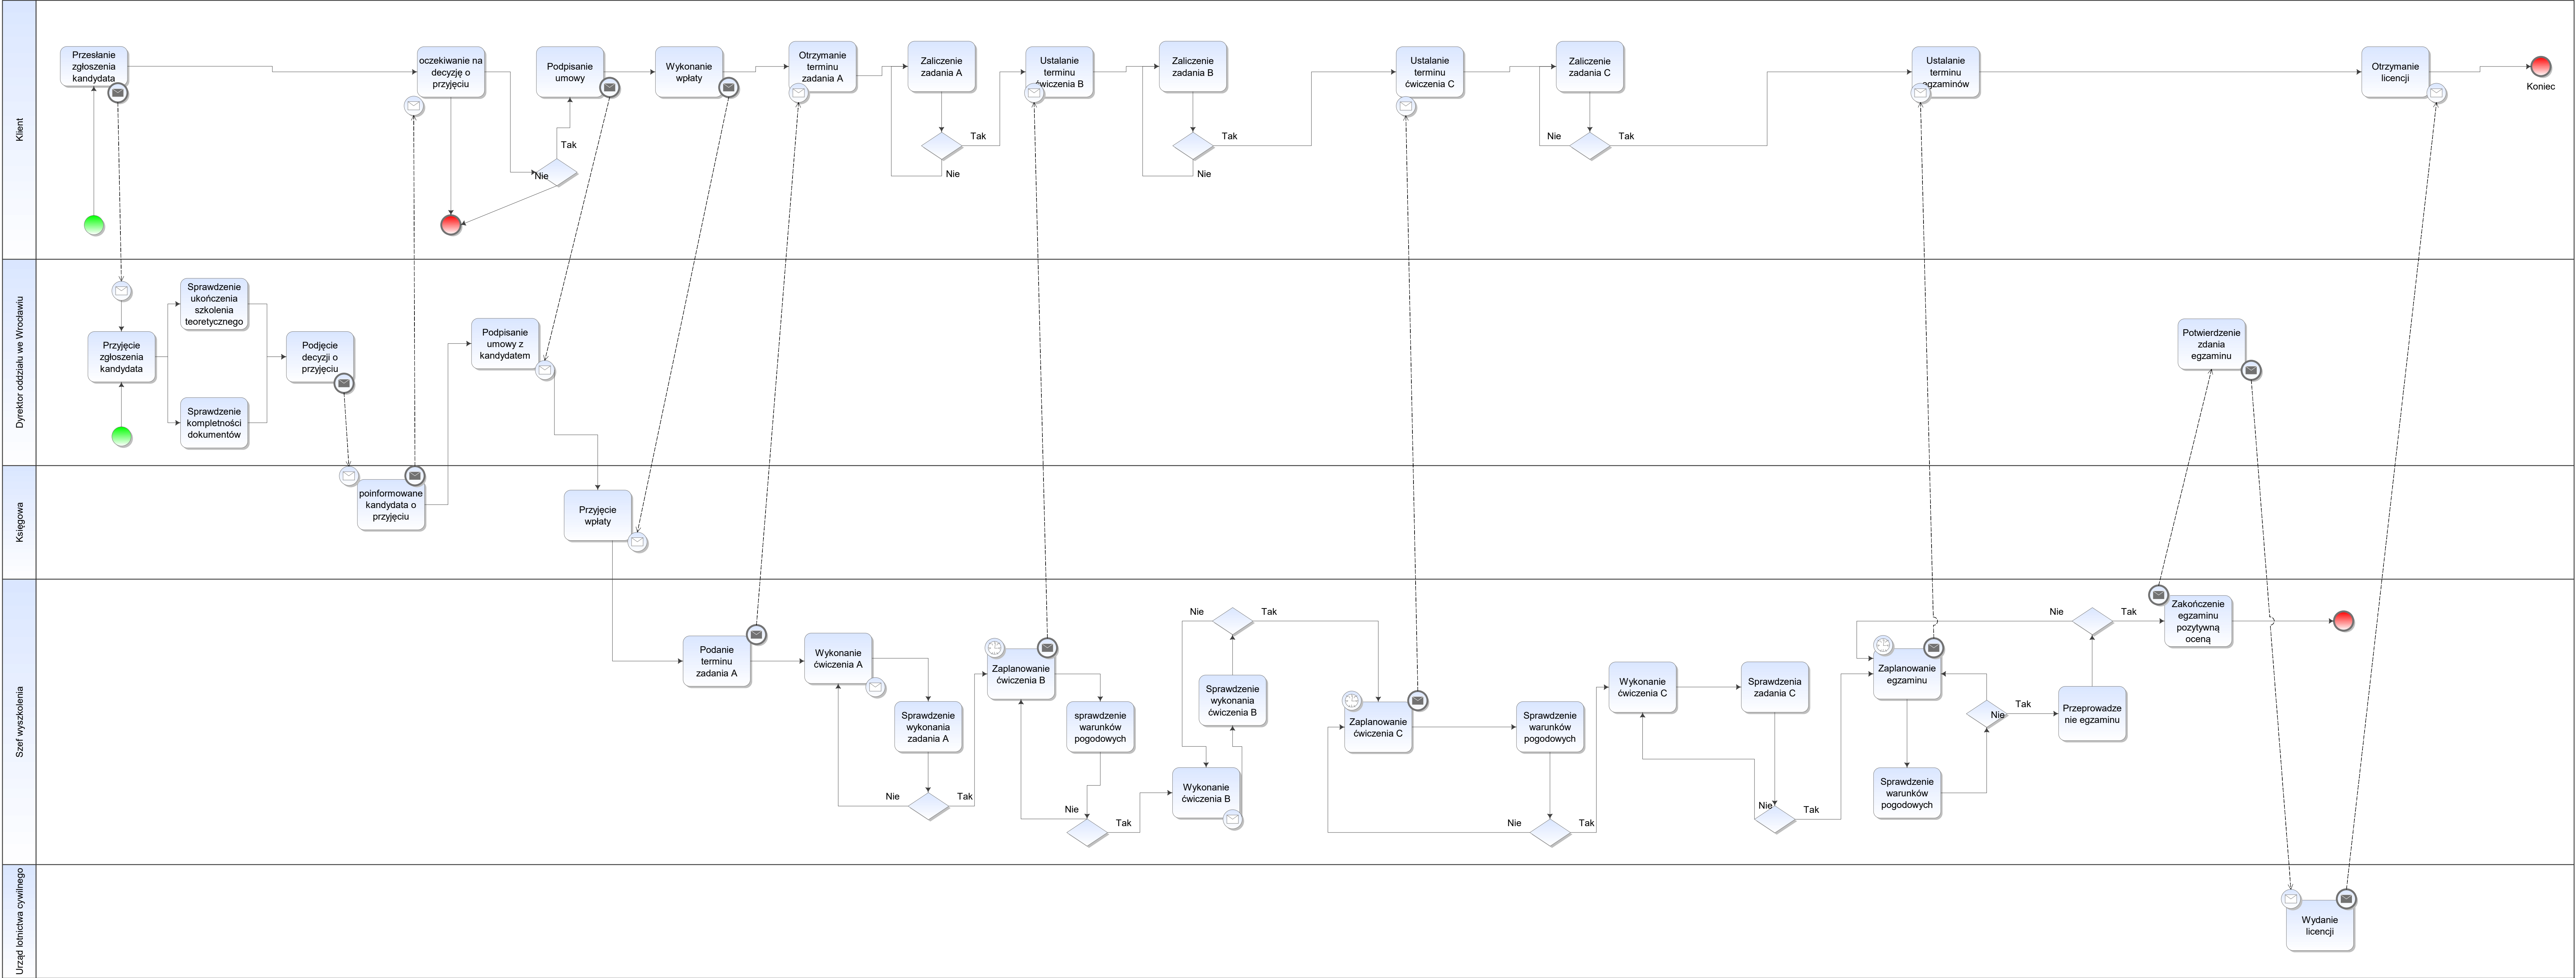 Klient
Przesłanie
zgłoszenia
kandydata
oczekiwanie na
decyzję o
przyjęciu
Nie
Tak
Podpisanie
umowy
Wykonanie
wpłaty
Otrzymanie
terminu
zadania A
Zaliczenie
zadania A
Tak
Nie
Ustalanie
terminu
ćwiczenia B
Zaliczenie
zadania B
Tak
Nie
Ustalanie
terminu
ćwiczenia C
Zaliczenie
zadania C
Nie
Tak
Ustalanie
terminu
egzaminów
Otrzymanie
licencji
Koniec
Dyrektor oddziału we Wrocławiu
Przyjęcie
zgłoszenia
kandydata
Sprawdzenie
ukończenia
szkolenia
teoretycznego
Sprawdzenie
kompletności
dokumentów
Podjęcie
decyzji o
przyjęciu
Podpisanie
umowy z
kandydatem
Potwierdzenie
zdania
egzaminu
Księgowa
poinformowane
kandydata o
przyjęciu
Przyjęcie
wpłaty
Szef wyszkolenia
Podanie
terminu
zadania A
Wykonanie
ćwiczenia A
Sprawdzenie
wykonania
zadania A
Nie
Tak
Zaplanowanie
ćwiczenia B
sprawdzenie
warunków
pogodowych
Nie
Tak
Wykonanie
ćwiczenia B
Sprawdzenie
wykonania
ćwiczenia B
Nie
Tak
Zaplanowanie
ćwiczenia C
Sprawdzenie
warunków
pogodowych
Nie
Tak
Wykonanie
ćwiczenia C
Sprawdzenia
zadania C
Nie
Tak
Zaplanowanie
egzaminu
Sprawdzenie
warunków
pogodowych
Nie
Tak
Przeprowadze
nie egzaminu
Nie
Tak
Zakończenie
egzaminu
pozytywną
oceną
Urząd lotnictwa cywilnego
Wydanie
licencji